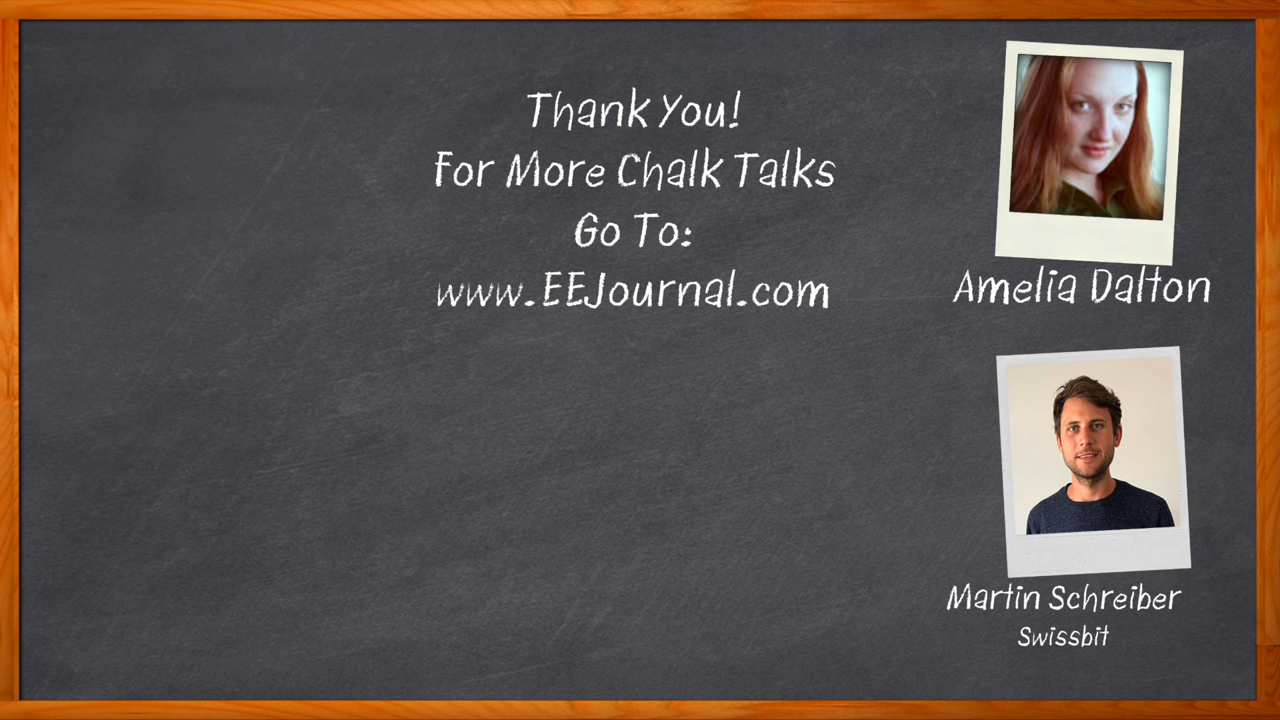 Thank You!
For More Chalk Talks
Go To:
www.EEJournal.com
Amelia Dalton
Martin Schreiber
Swissbit